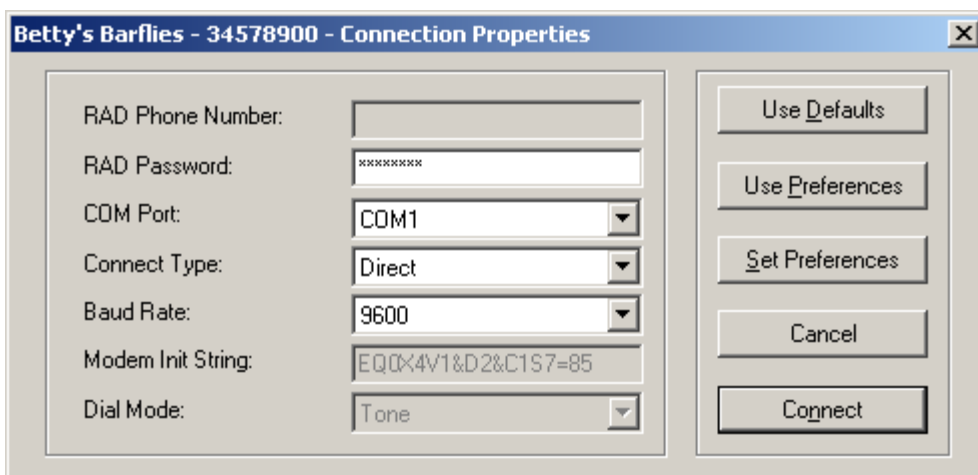 Betty's Barflies - 34578900 - Connection Properties
RAD Phone Number:
RAD Password: ********
COM Port: COM1
Connect Type: Direct
Baud Rate: 9600
Modem Init String: EQ0X4V1&D2&C1S7=85
Dial Mode: Tone
Use Defaults
Use Preferences
Set Preferences
Cancel
Connect